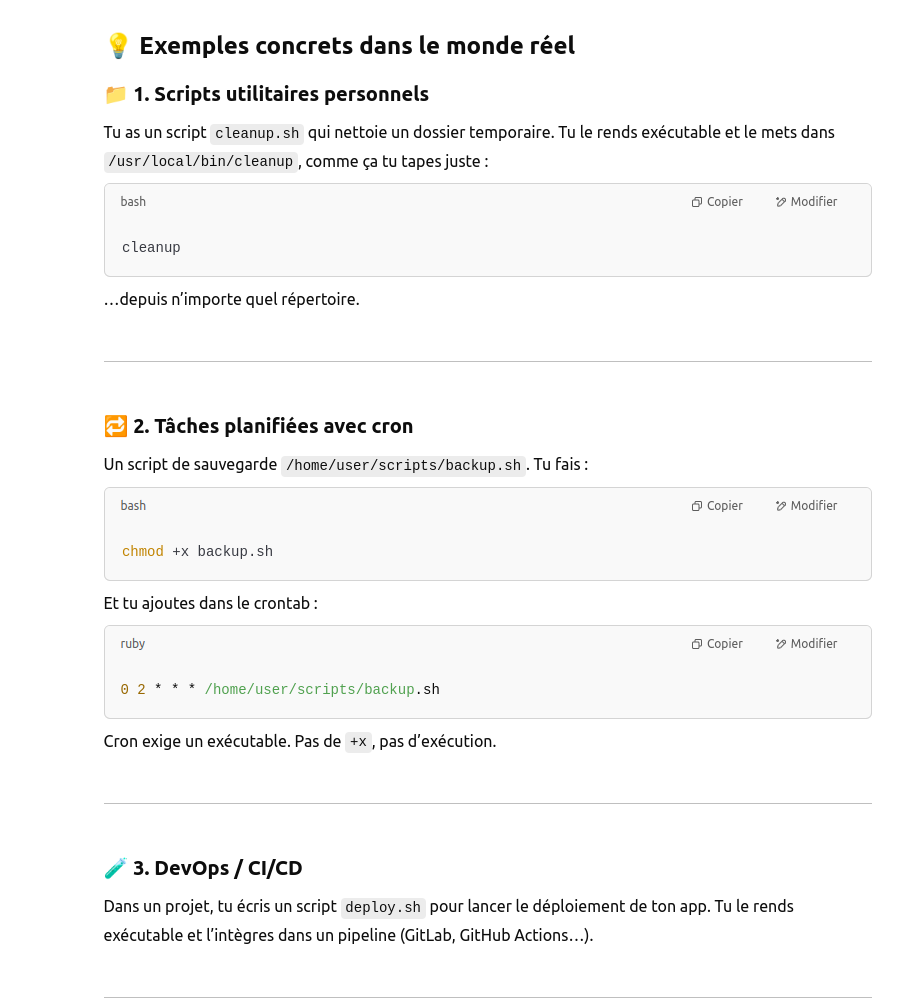 💡 Exemples concrets dans le monde réel
📁 1. Scripts utilitaires personnels
Tu as un script cleanup.sh qui nettoie un dossier temporaire. Tu le rends exécutable et le mets dans
/usr/local/bin/cleanup, comme ça tu tapes juste :
bash Copier Modifier
cleanup
…depuis n’importe quel répertoire.
🔁 2. Tâches planifiées avec cron
Un script de sauvegarde /home/user/scripts/backup.sh. Tu fais :
bash Copier Modifier
chmod +x backup.sh
Et tu ajoutes dans le crontab :
ruby Copier Modifier
0 2 * * * /home/user/scripts/backup.sh
Cron exige un exécutable. Pas de +x, pas d’exécution.
🧪 3. DevOps / CI/CD
Dans un projet, tu écris un script deploy.sh pour lancer le déploiement de ton app. Tu le rends
exécutable et l’intègres dans un pipeline (GitLab, GitHub Actions…).